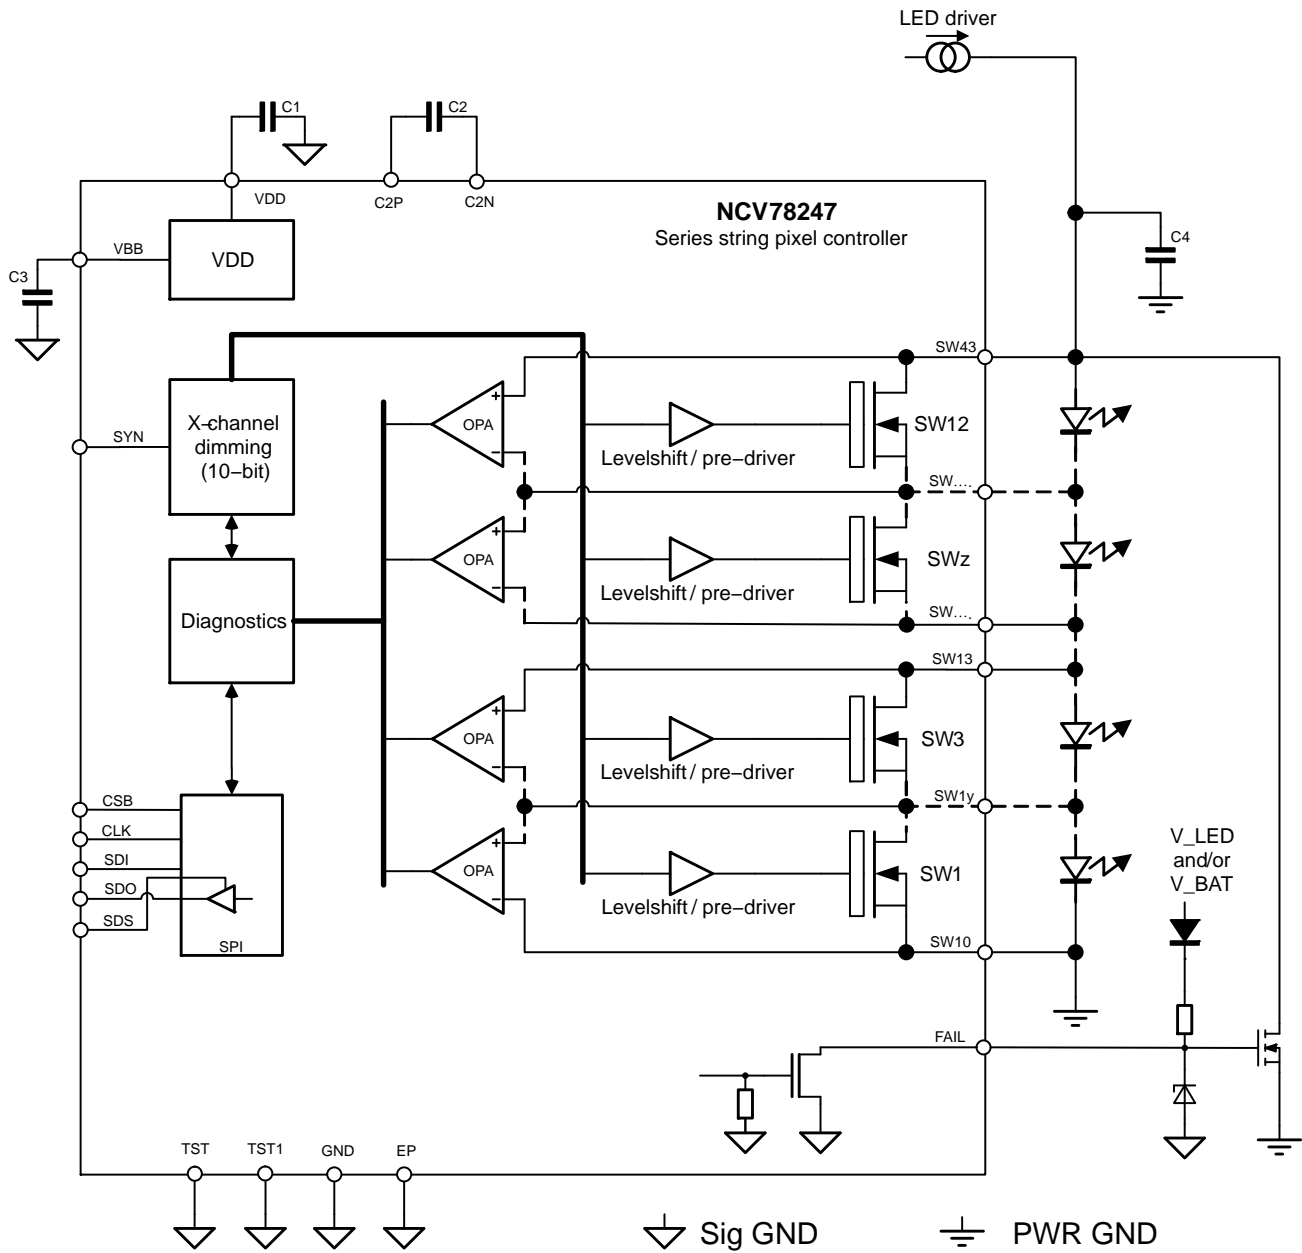 LED driver
C1
C2
VDD
C2P
C2N
NCV78247
Series string pixel controller
C4
VBB
VDD
C3
SW43
X–channel
dimming
(10–bit)
SYN
+
OPA
–
Levelshift / pre–driver
SW12
SW....
+
OPA
–
Levelshift / pre–driver
SWz
SW....
Diagnostics
SW13
+
OPA
–
Levelshift / pre–driver
SW3
SW1y
CSB
CLK
SDI
SDO
SDS
SPI
+
OPA
–
Levelshift / pre–driver
SW1
SW10
V_LED
and/or
V_BAT
FAIL
TST
TST1
GND
EP
Sig GND
PWR GND